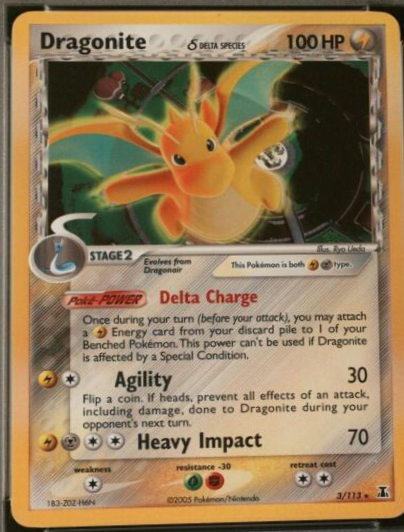 Dragonite δ DELTA SPECIES 100 HP
Illus. Ryo Ueda
STAGE 2 Evolves from
Dragonair
This Pokémon is both type.
Poké-POWER Delta Charge
Once during your turn (before your attack), you may attach
a Energy card from your discard pile to 1 of your
Benched Pokémon. This power can't be used if Dragonite
is affected by a Special Condition.
Agility 30
Flip a coin. If heads, prevent all effects of an attack,
including damage, done to Dragonite during your
opponent's next turn.
Heavy Impact 70
weakness resistance -30 retreat cost
183-Z0Z-H6N ©2005 Pokémon/Nintendo 3/113 ★